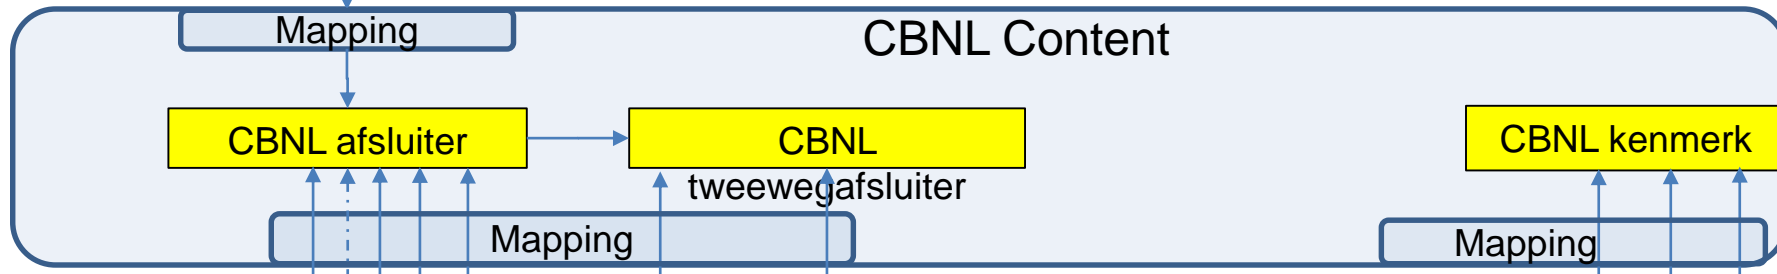 Mapping
CBNL Content
CBNL afsluiter
CBNL
tweewegafsluiter
CBNL kenmerk
Mapping
Mapping